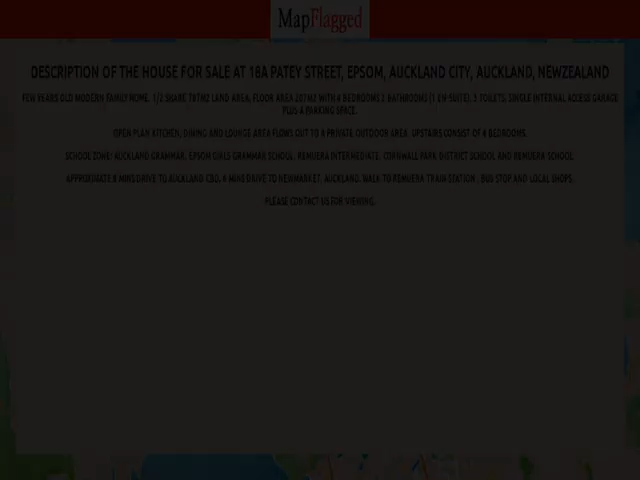 MapFlagged
DESCRIPTION OF THE HOUSE FOR SALE AT 18A PATEY STREET, EPSOM, AUCKLAND CITY, AUCKLAND, NEWZEALAND
FEW YEARS OLD MODERN FAMILY HOME. 1/2 SHARE LAND AREA, FLOOR AREA WITH 4 BEDROOMS 2 BATHROOMS (1 EN-SUITE). 3 TOILETS. SINGLE INTERNAL ACCESS GARAGE
PLUS A PARKING SPACE.
OPEN PLAN KITCHEN, DINING AND LOUNGE AREA FLOWS OUT TO A PRIVATE OUTDOOR AREA. UPSTAIRS CONSIST OF 4 BEDROOMS.
SCHOOL ZONE: AUCKLAND GRAMMAR, EPSOM GIRLS GRAMMAR SCHOOL, REMUERA INTERMEDIATE, CORNWALL PARK DISTRICT SCHOOL AND REMUERA SCHOOL
APPROXIMATE 8 MINS DRIVE TO AUCKLAND CBD, 4 MINS DRIVE TO NEWMARKET, AUCKLAND. WALK TO REMUERA TRAIN STATION , BUS STOP AND LOCAL SHOPS.
PLEASE CONTACT US FOR VIEWING.